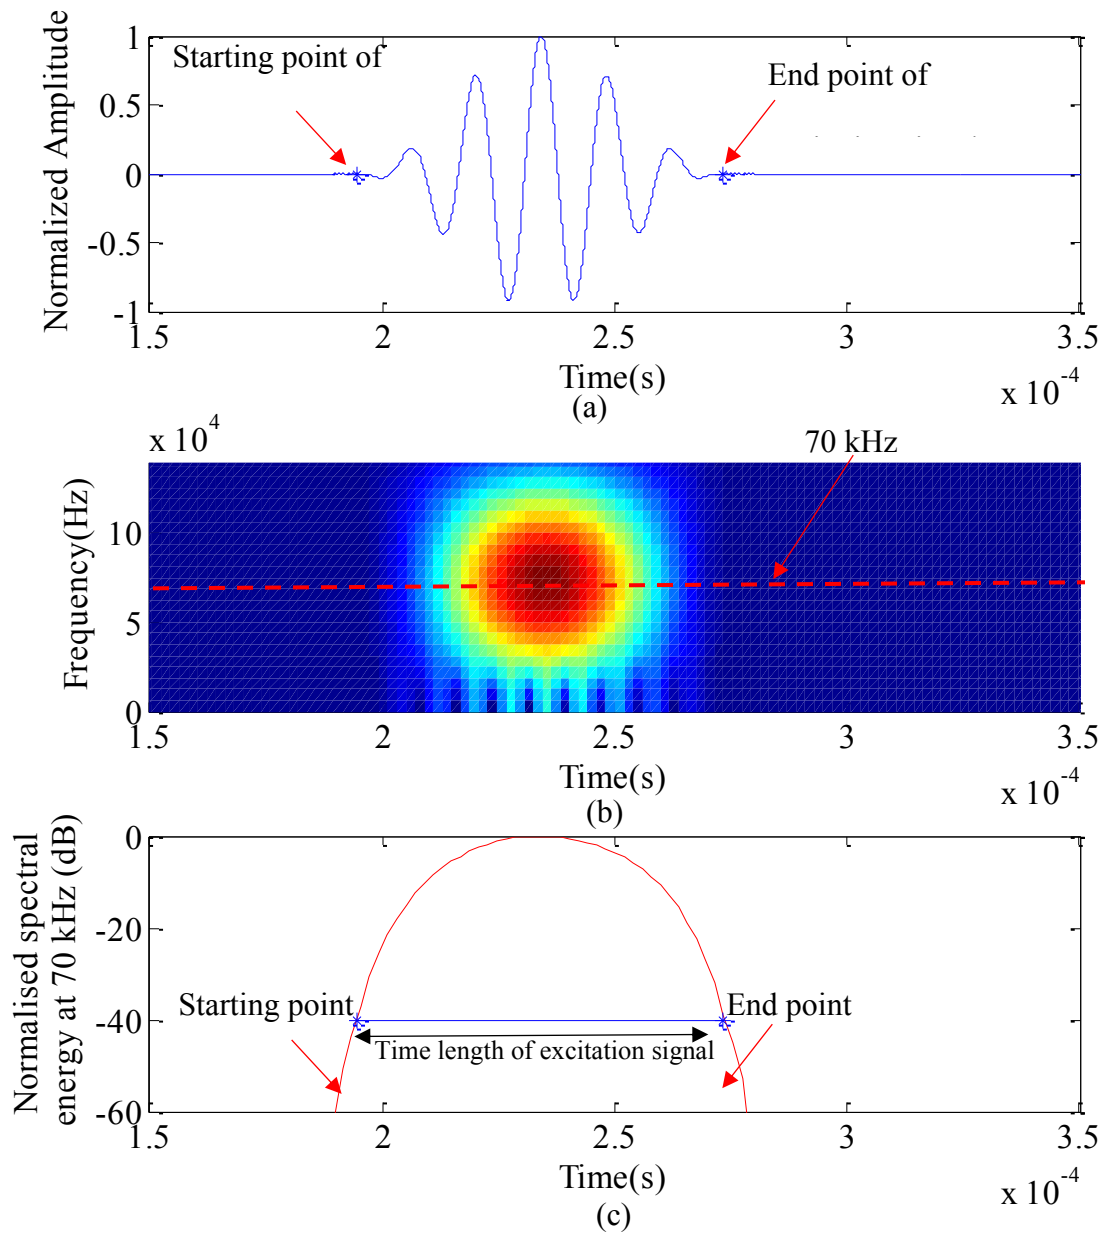 Normalized Amplitude
1
0.5
0
-0.5
-1
Starting point of
End point of
1.5 2 2.5 3 3.5
Time(s)
x 10-4
(a)
x 104
70 kHz
Frequency(Hz)
10
5
0
1.5 2 2.5 3 3.5
Time(s)
x 10-4
(b)
Normalised spectral
energy at 70 kHz (dB)
0
-20
-40
-60
Starting point
End point
Time length of excitation signal
1.5 2 2.5 3 3.5
Time(s)
x 10-4
(c)